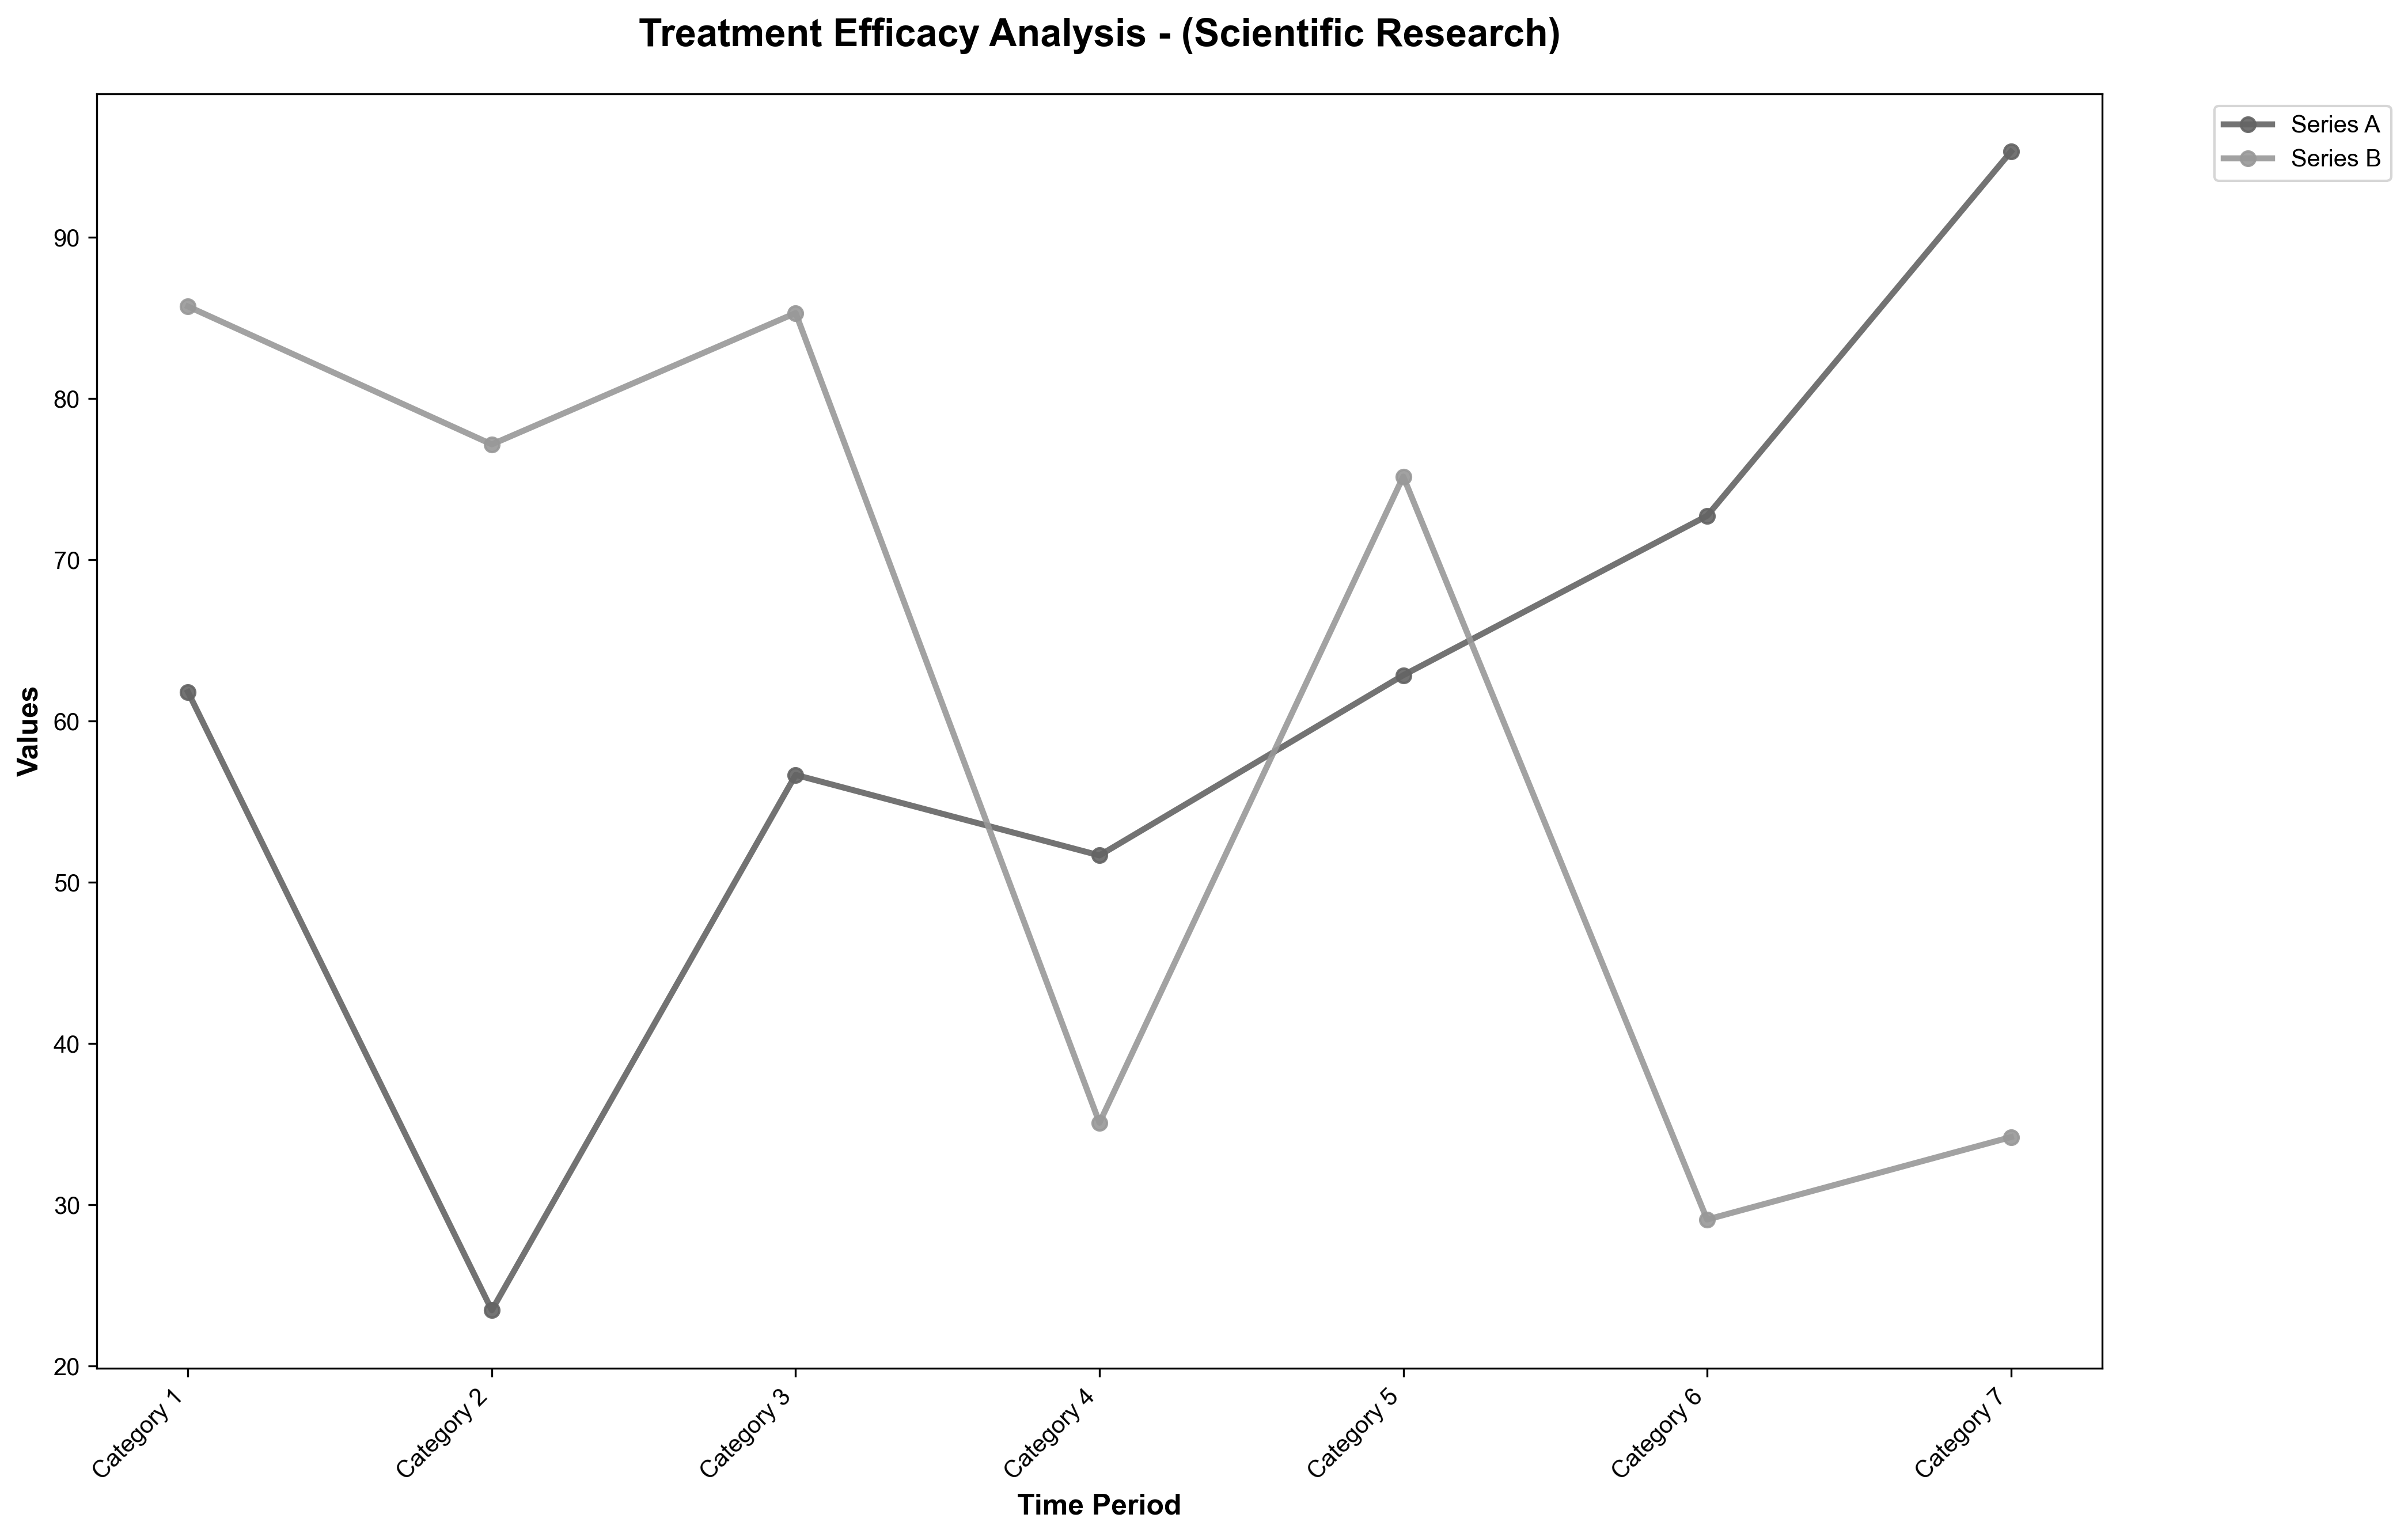 Treatment Efficacy Analysis - (Scientific Research)
Series A
Series B
Values
90
80
70
60
50
40
30
20
Category 1
Category 2
Category 3
Category 4
Category 5
Category 6
Category 7
Time Period